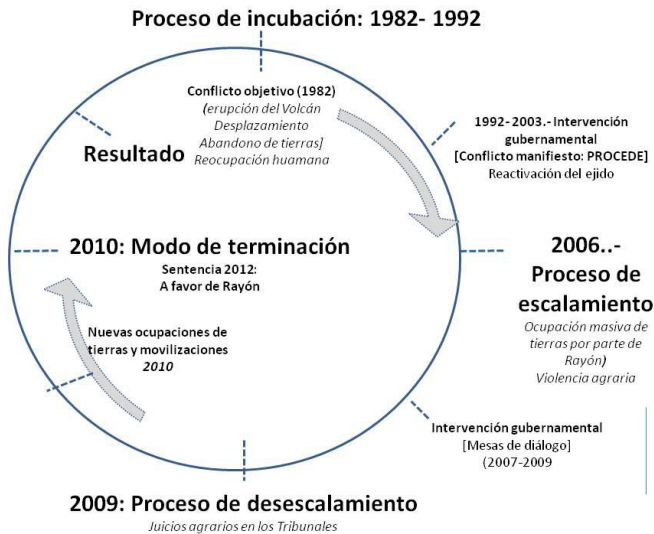 Proceso de incubación: 1982- 1992
Conflicto objetivo (1982)
(erupción del Volcán
Desplazamiento
Abandono de tierras]
Reocupación huamana
1992- 2003.- Intervención
gubernamental
[Conflicto manifiesto: PROCEDE]
Reactivación del ejido
Resultado
2010: Modo de terminación
Sentencia 2012:
A favor de Rayón
2006..-
Proceso de
escalamiento
Ocupación masiva de
tierras por parte de
Rayón)
Violencia agraria
Nuevas ocupaciones de
tierras y movilizaciones
2010
Intervención gubernamental
[Mesas de diálogo]
(2007-2009
2009: Proceso de desescalamiento
Juicios agrarios en los Tribunales